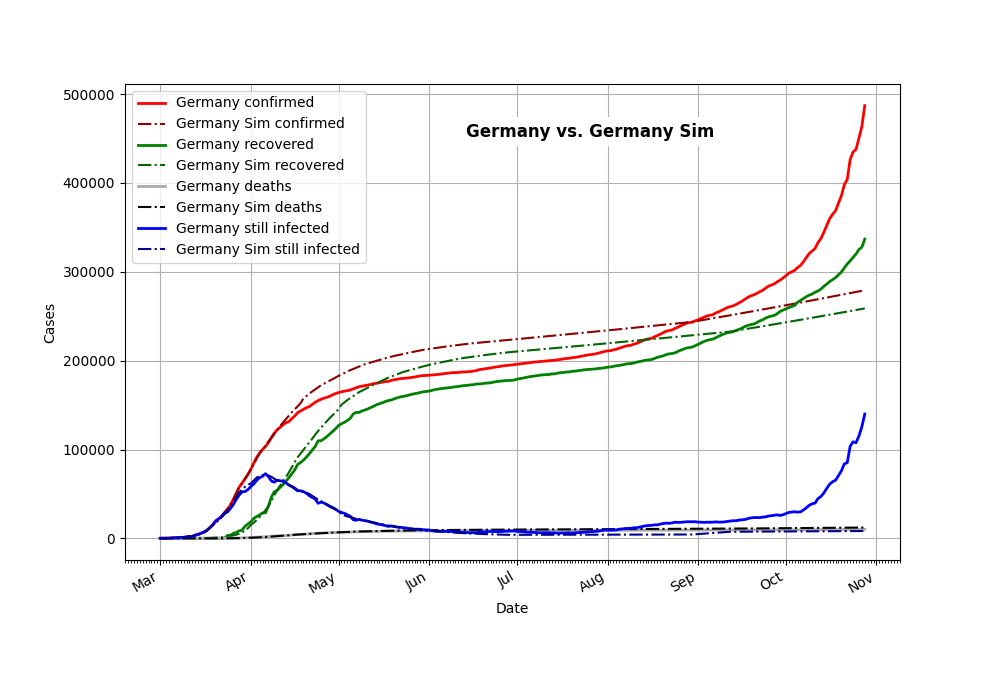 Germany vs. Germany Sim
Germany confirmed
Germany Sim confirmed
Germany recovered
Germany Sim recovered
Germany deaths
Germany Sim deaths
Germany still infected
Germany Sim still infected
Cases
500000
400000
300000
200000
100000
0
Mar
Apr
May
Jun
Jul
Aug
Sep
Oct
Nov
Date